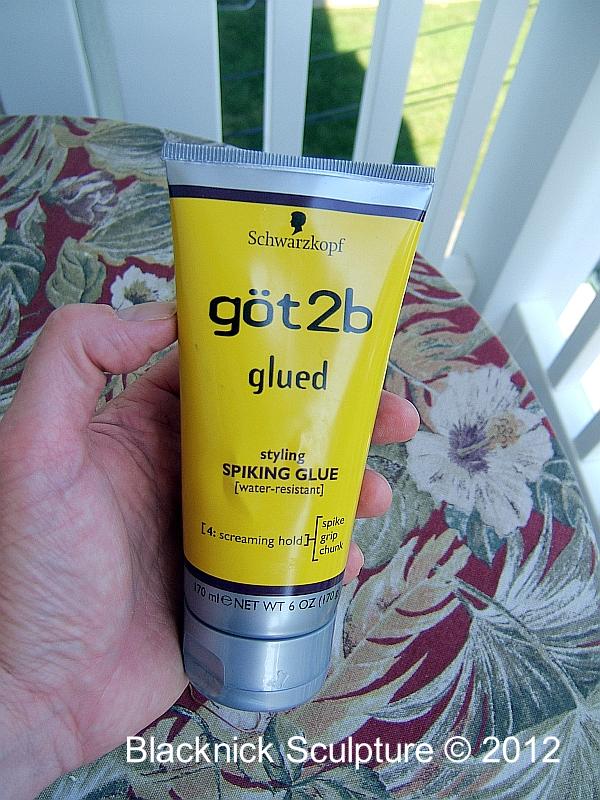 Schwarzkopf
göt2b
glued
styling
SPIKING GLUE
[water-resistant]
[4: screaming hold]
spike
grip
chunk
170 ml e NET WT 6 OZ (170 g
Blacknick Sculpture © 2012